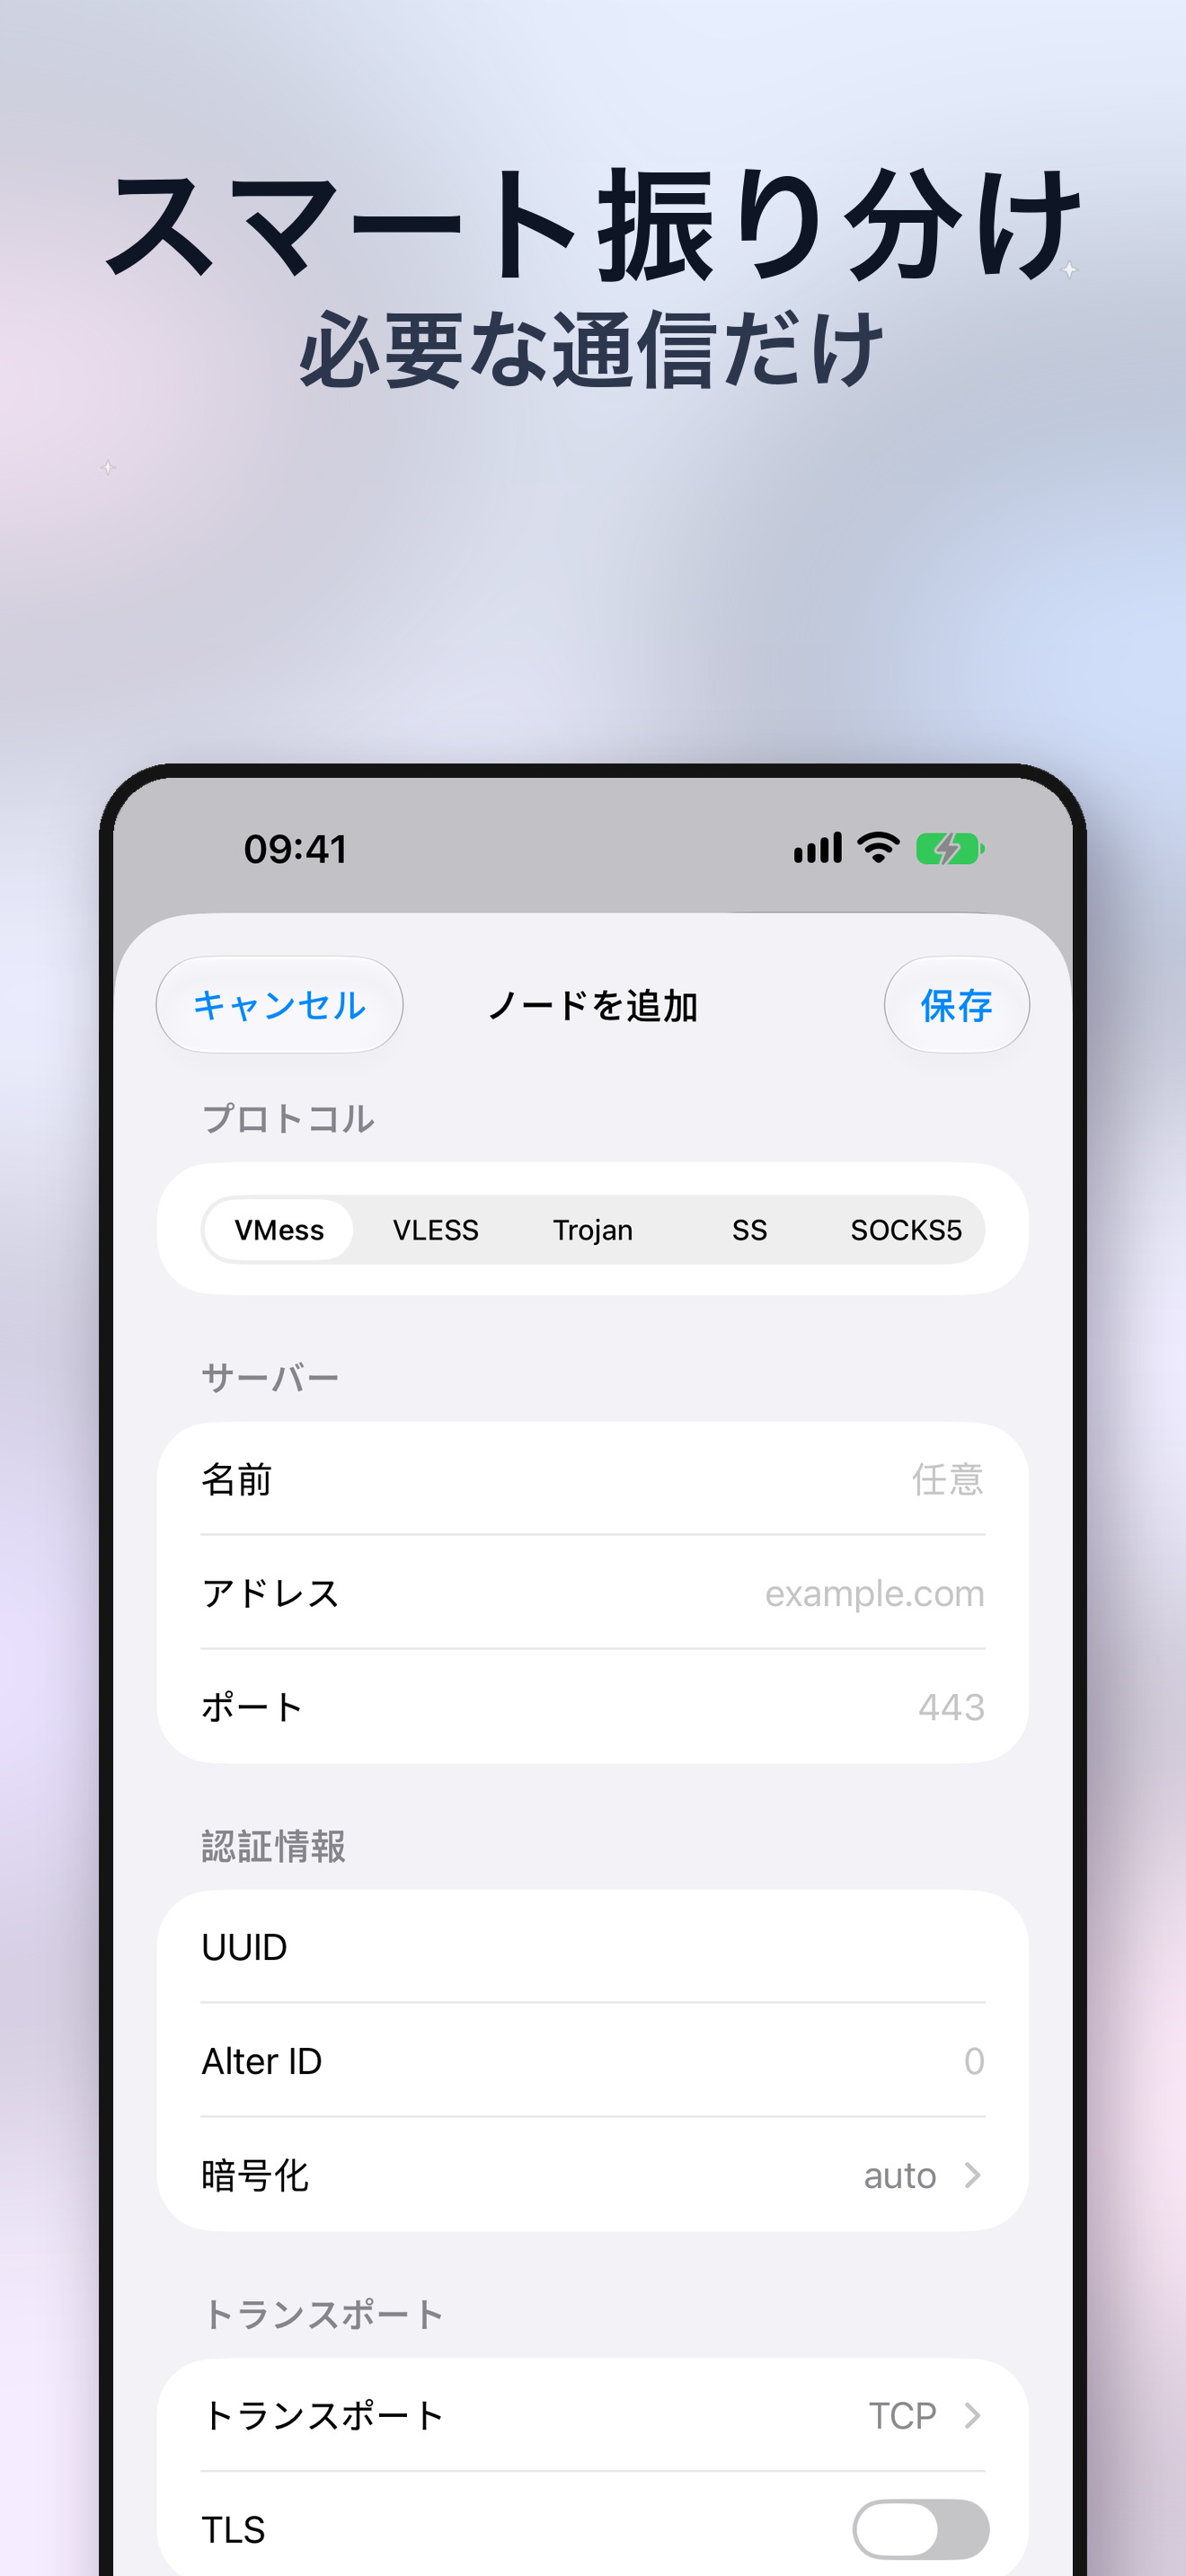 スマート振り分け
必要な通信だけ
09:41
キャンセル ノードを追加 保存
プロトコル
VMess VLESS Trojan SS SOCKS5
サーバー
名前 任意
アドレス example.com
ポート 443
認証情報
UUID
Alter ID 0
暗号化 auto
トランスポート
トランスポート TCP
TLS